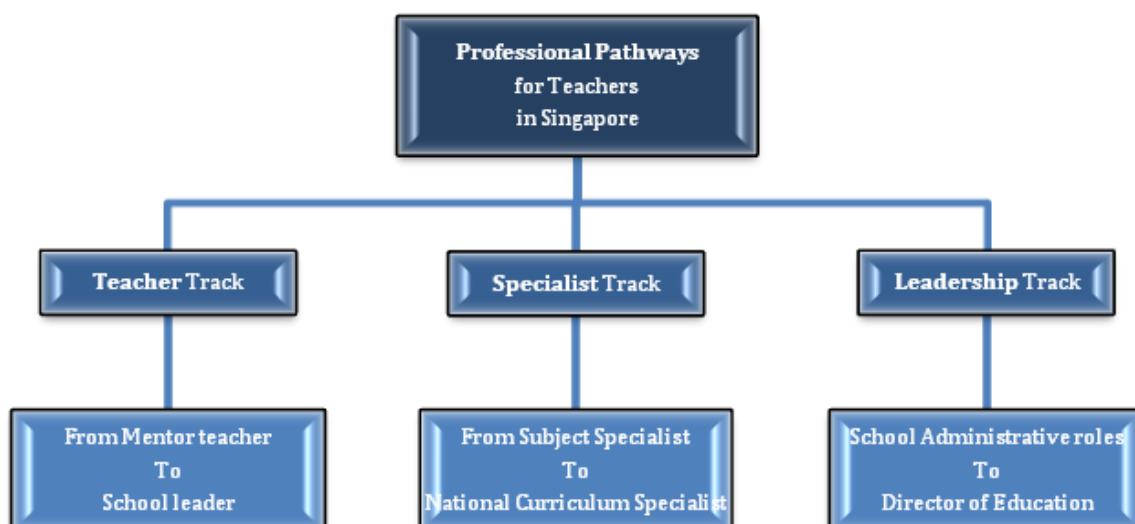 Professional Pathways
for Teachers
in Singapore
Teacher Track
Specialist Track
Leadership Track
From Mentor teacher
To
School leader
From Subject Specialist
To
National Curriculum Specialist
School Administrative roles
To
Director of Education